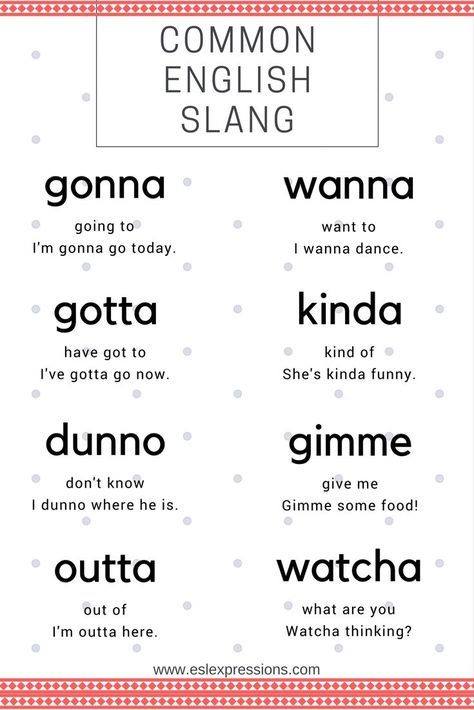 COMMON
ENGLISH
SLANG
gonna
going to
I'm gonna go today.
wanna
want to
I wanna dance.
gotta
have got to
I've gotta go now.
kinda
kind of
She's kinda funny.
dunno
don't know
I dunno where he is.
gimme
give me
Gimme some food!
outta
out of
I'm outta here.
watcha
what are you
Watcha thinking?
www.eslexpressions.com